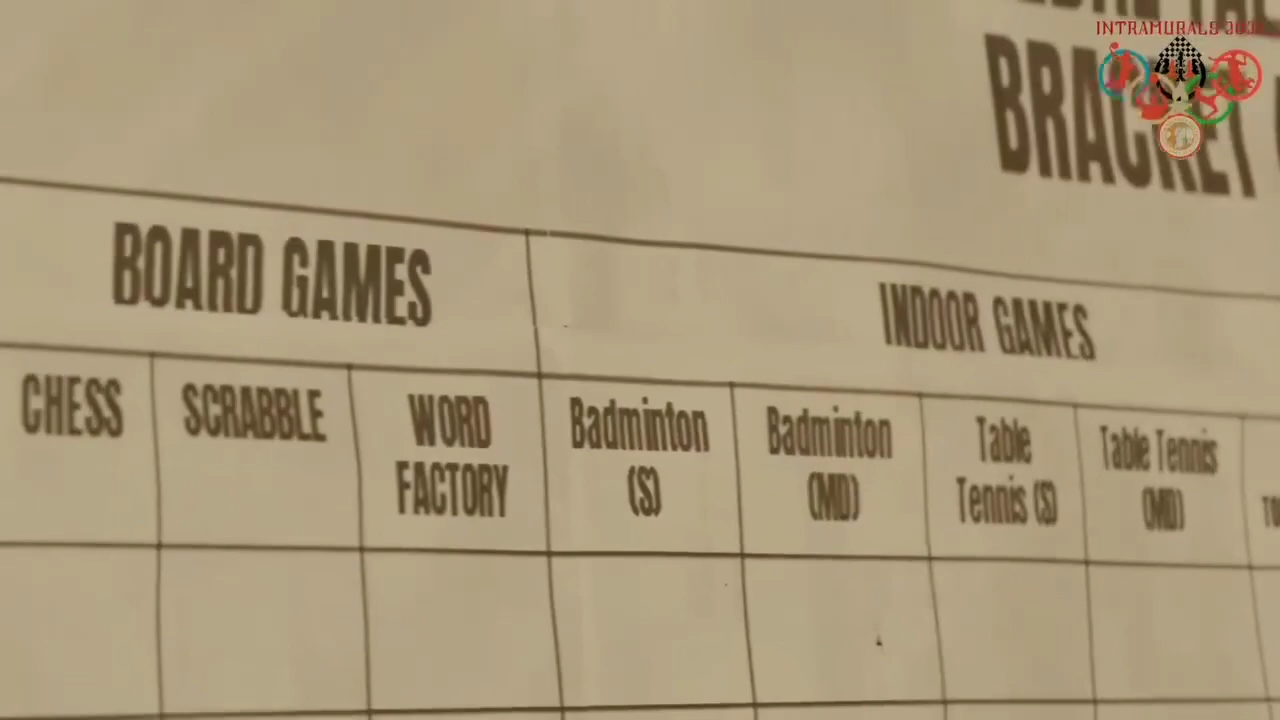 INTRAMURALS
BRACKET
BOARD GAMES
INDOOR GAMES
CHESS
SCRABBLE
WORD
FACTORY
Badminton
(S)
Badminton
(MD)
Table
Tennis (S)
Table Tennis
(MD)